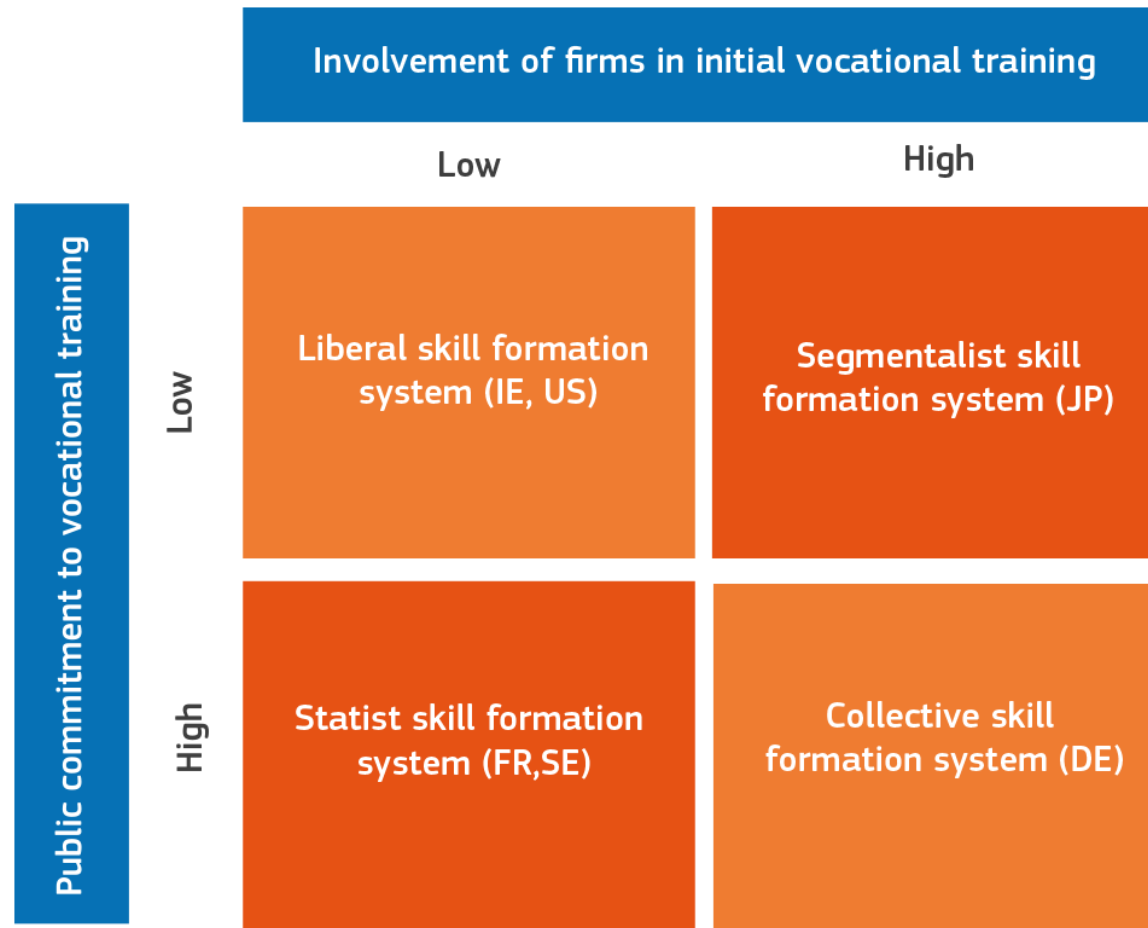 Involvement of firms in initial vocational training
Low
High
Public commitment to vocational training
Low
Liberal skill formation
system (IE, US)
Segmentalist skill
formation system (JP)
High
Statist skill formation
system (FR,SE)
Collective skill
formation system (DE)